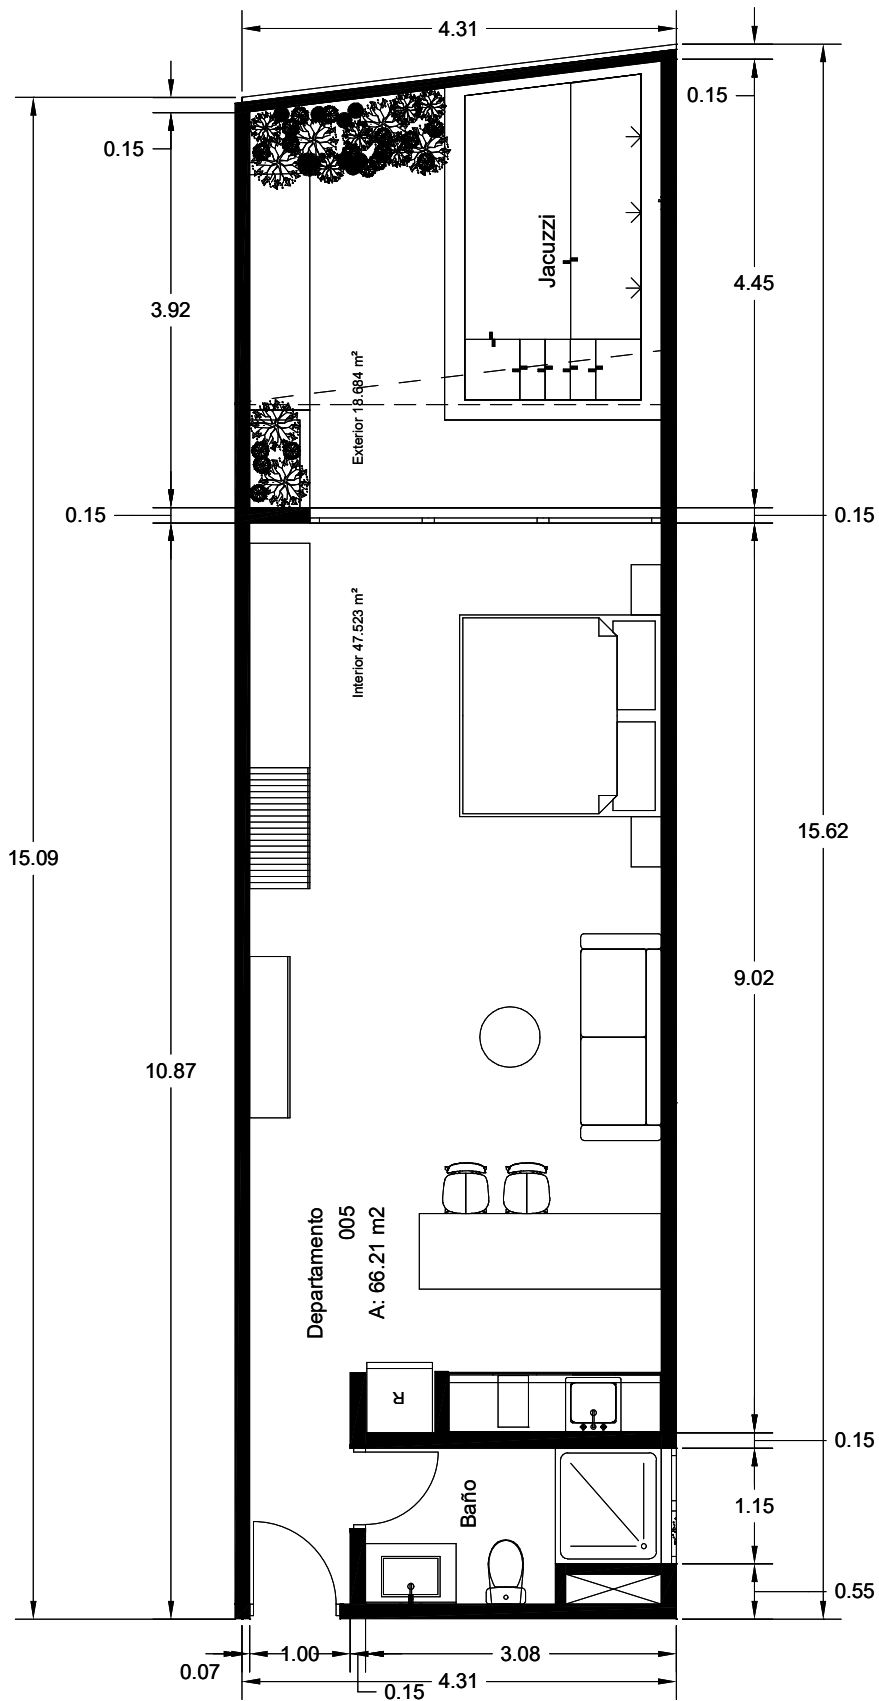 4.31
0.15
0.15
3.92
4.45
Jacuzzi
Exterior 18.684 m²
0.15
0.15
Interior 47.523 m²
15.09
15.62
9.02
10.87
Departamento
005
A: 66.21 m2
R
0.15
Baño
1.15
0.55
0.07
1.00
3.08
4.31
0.15